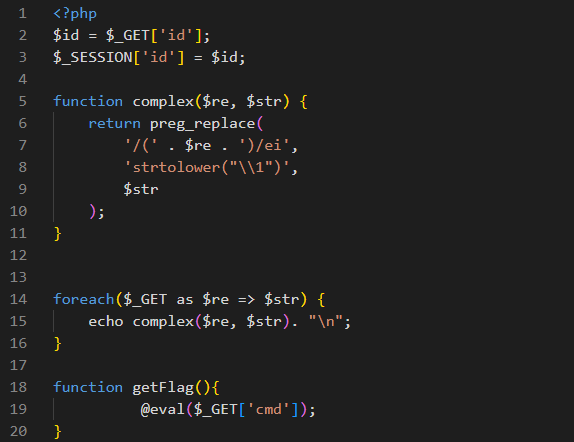 1 <?php
2 $id = $_GET['id'];
3 $_SESSION['id'] = $id;
4
5 function complex($re, $str) {
6     return preg_replace(
7         '/(' . $re . ')/ei',
8         'strtolower("\\1")',
9         $str
10     );
11 }
12
13
14 foreach($_GET as $re => $str) {
15     echo complex($re, $str). "\n";
16 }
17
18 function getFlag(){
19           @eval($_GET['cmd']);
20 }